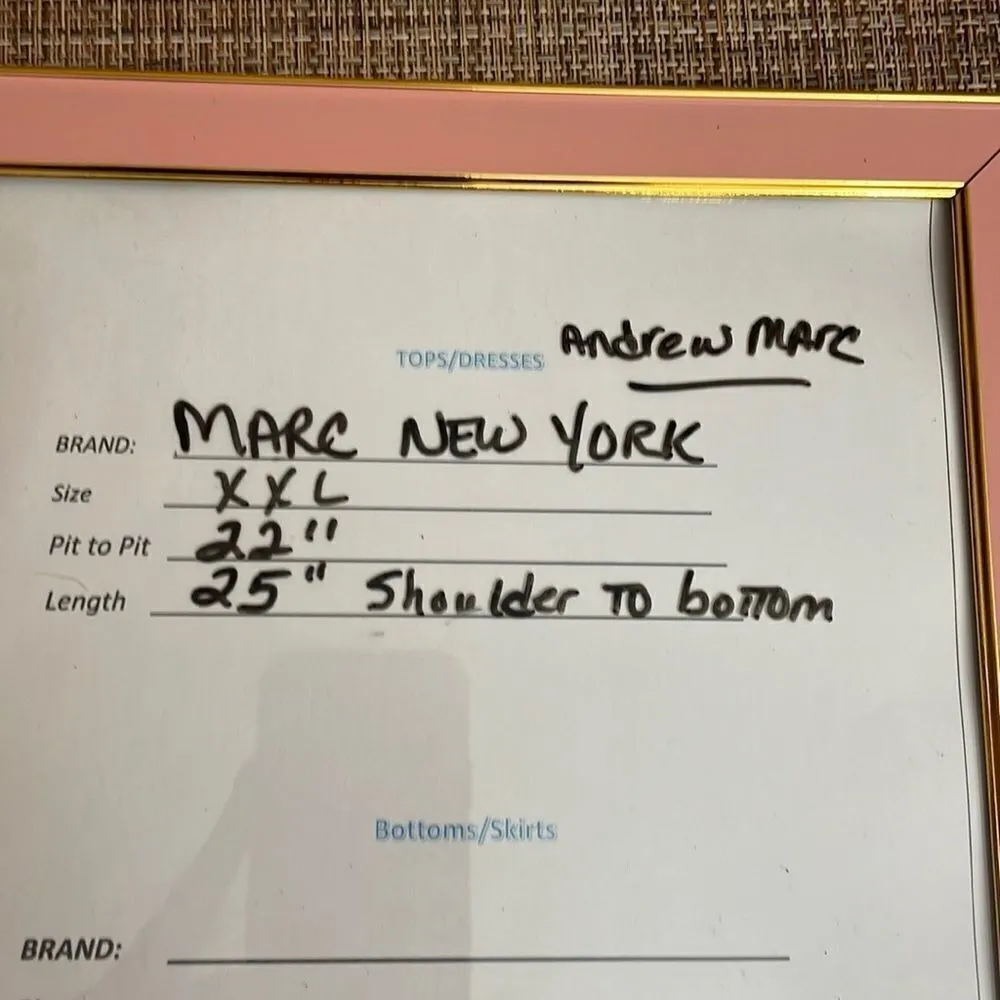 TOPS/DRESSES Andrew MARC
BRAND: MARC NEW YORK
Size XXL
Pit to Pit 22"
Length 25" Shoulder TO bottom
Bottoms/Skirts
BRAND: